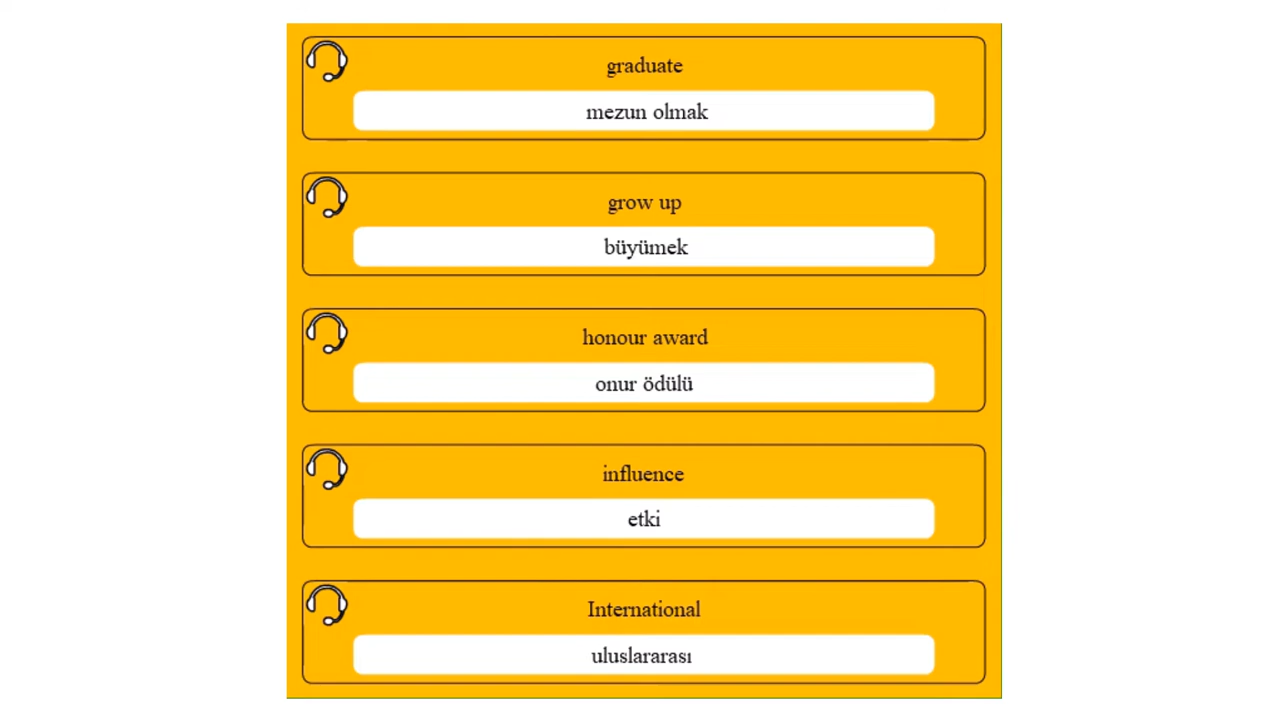 graduate
mezun olmak
grow up
büyümek
honour award
onur ödülü
influence
etki
International
uluslararası